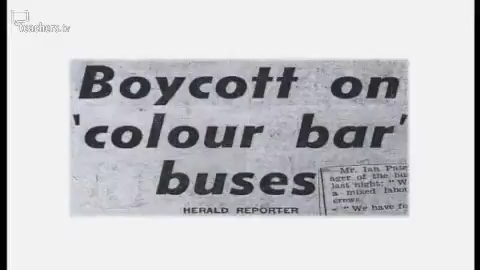 teachers.tv
Boycott on
'colour bar'
buses
HERALD REPORTER
Mr. Ian
ager of the
last night: "W
a mixed
crews.
"We have